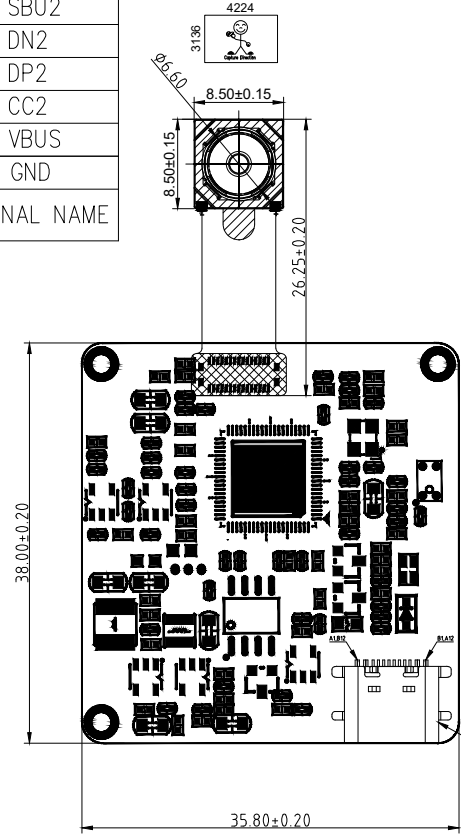 SBU2
DN2
DP2
CC2
VBUS
GND
NAL NAME
4224
3136
Capture Direction
Ø6.60
8.50±0.15
8.50±0.15
26.25±0.20
38.00±0.20
A1,B12
B1,A12
35.80±0.20